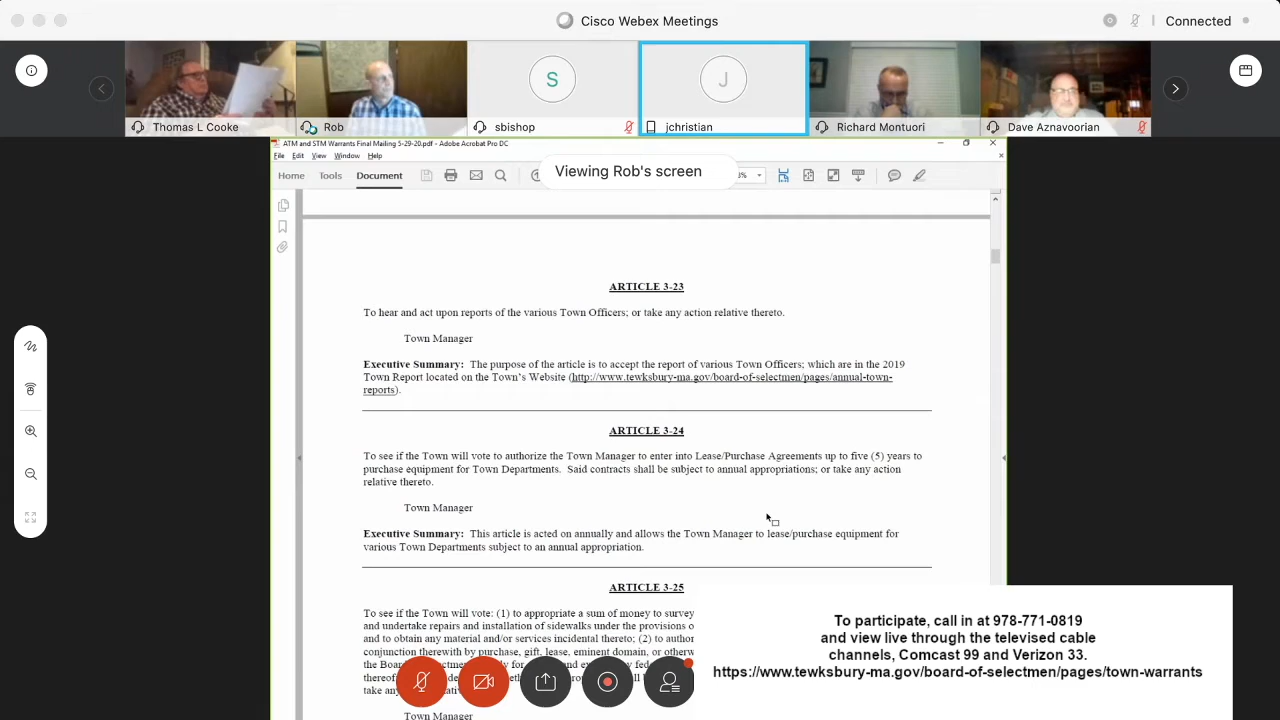 Cisco Webex Meetings
Connected
Thomas L Cooke
Rob
S
sbishop
J
jchristian
Richard Montuori
Dave Aznavoorian
ATM and STM Warrants Final Mailing 5-29-20.pdf - Adobe Acrobat Pro DC
File Edit View Window Help
Viewing Rob's screen
Home Tools Document
ARTICLE 3-23
To hear and act upon reports of the various Town Officers; or take any action relative thereto.
Town Manager
Executive Summary: The purpose of the article is to accept the report of various Town Officers; which are in the 2019
Town Report located on the Town's Website (http://www.tewksbury-ma.gov/board-of-selectmen/pages/annual-town-
reports).
ARTICLE 3-24
To see if the Town will vote to authorize the Town Manager to enter into Lease/Purchase Agreements up to five (5) years to
purchase equipment for Town Departments. Said contracts shall be subject to annual appropriations; or take any action
relative thereto.
Town Manager
Executive Summary: This article is acted on annually and allows the Town Manager to lease/purchase equipment for
various Town Departments subject to an annual appropriation.
ARTICLE 3-25
To see if the Town will vote: (1) to appropriate a sum of money to survey
and undertake repairs and installation of sidewalks under the provisions o
and to obtain any material and/or services incidental thereto; (2) to author
conjunction therewith by purchase, gift, lease, eminent domain, or otherw
the Board
thereof
take any
Town Manager
To participate, call in at 978-771-0819
and view live through the televised cable
channels, Comcast 99 and Verizon 33.
https://www.tewksbury-ma.gov/board-of-selectmen/pages/town-warrants